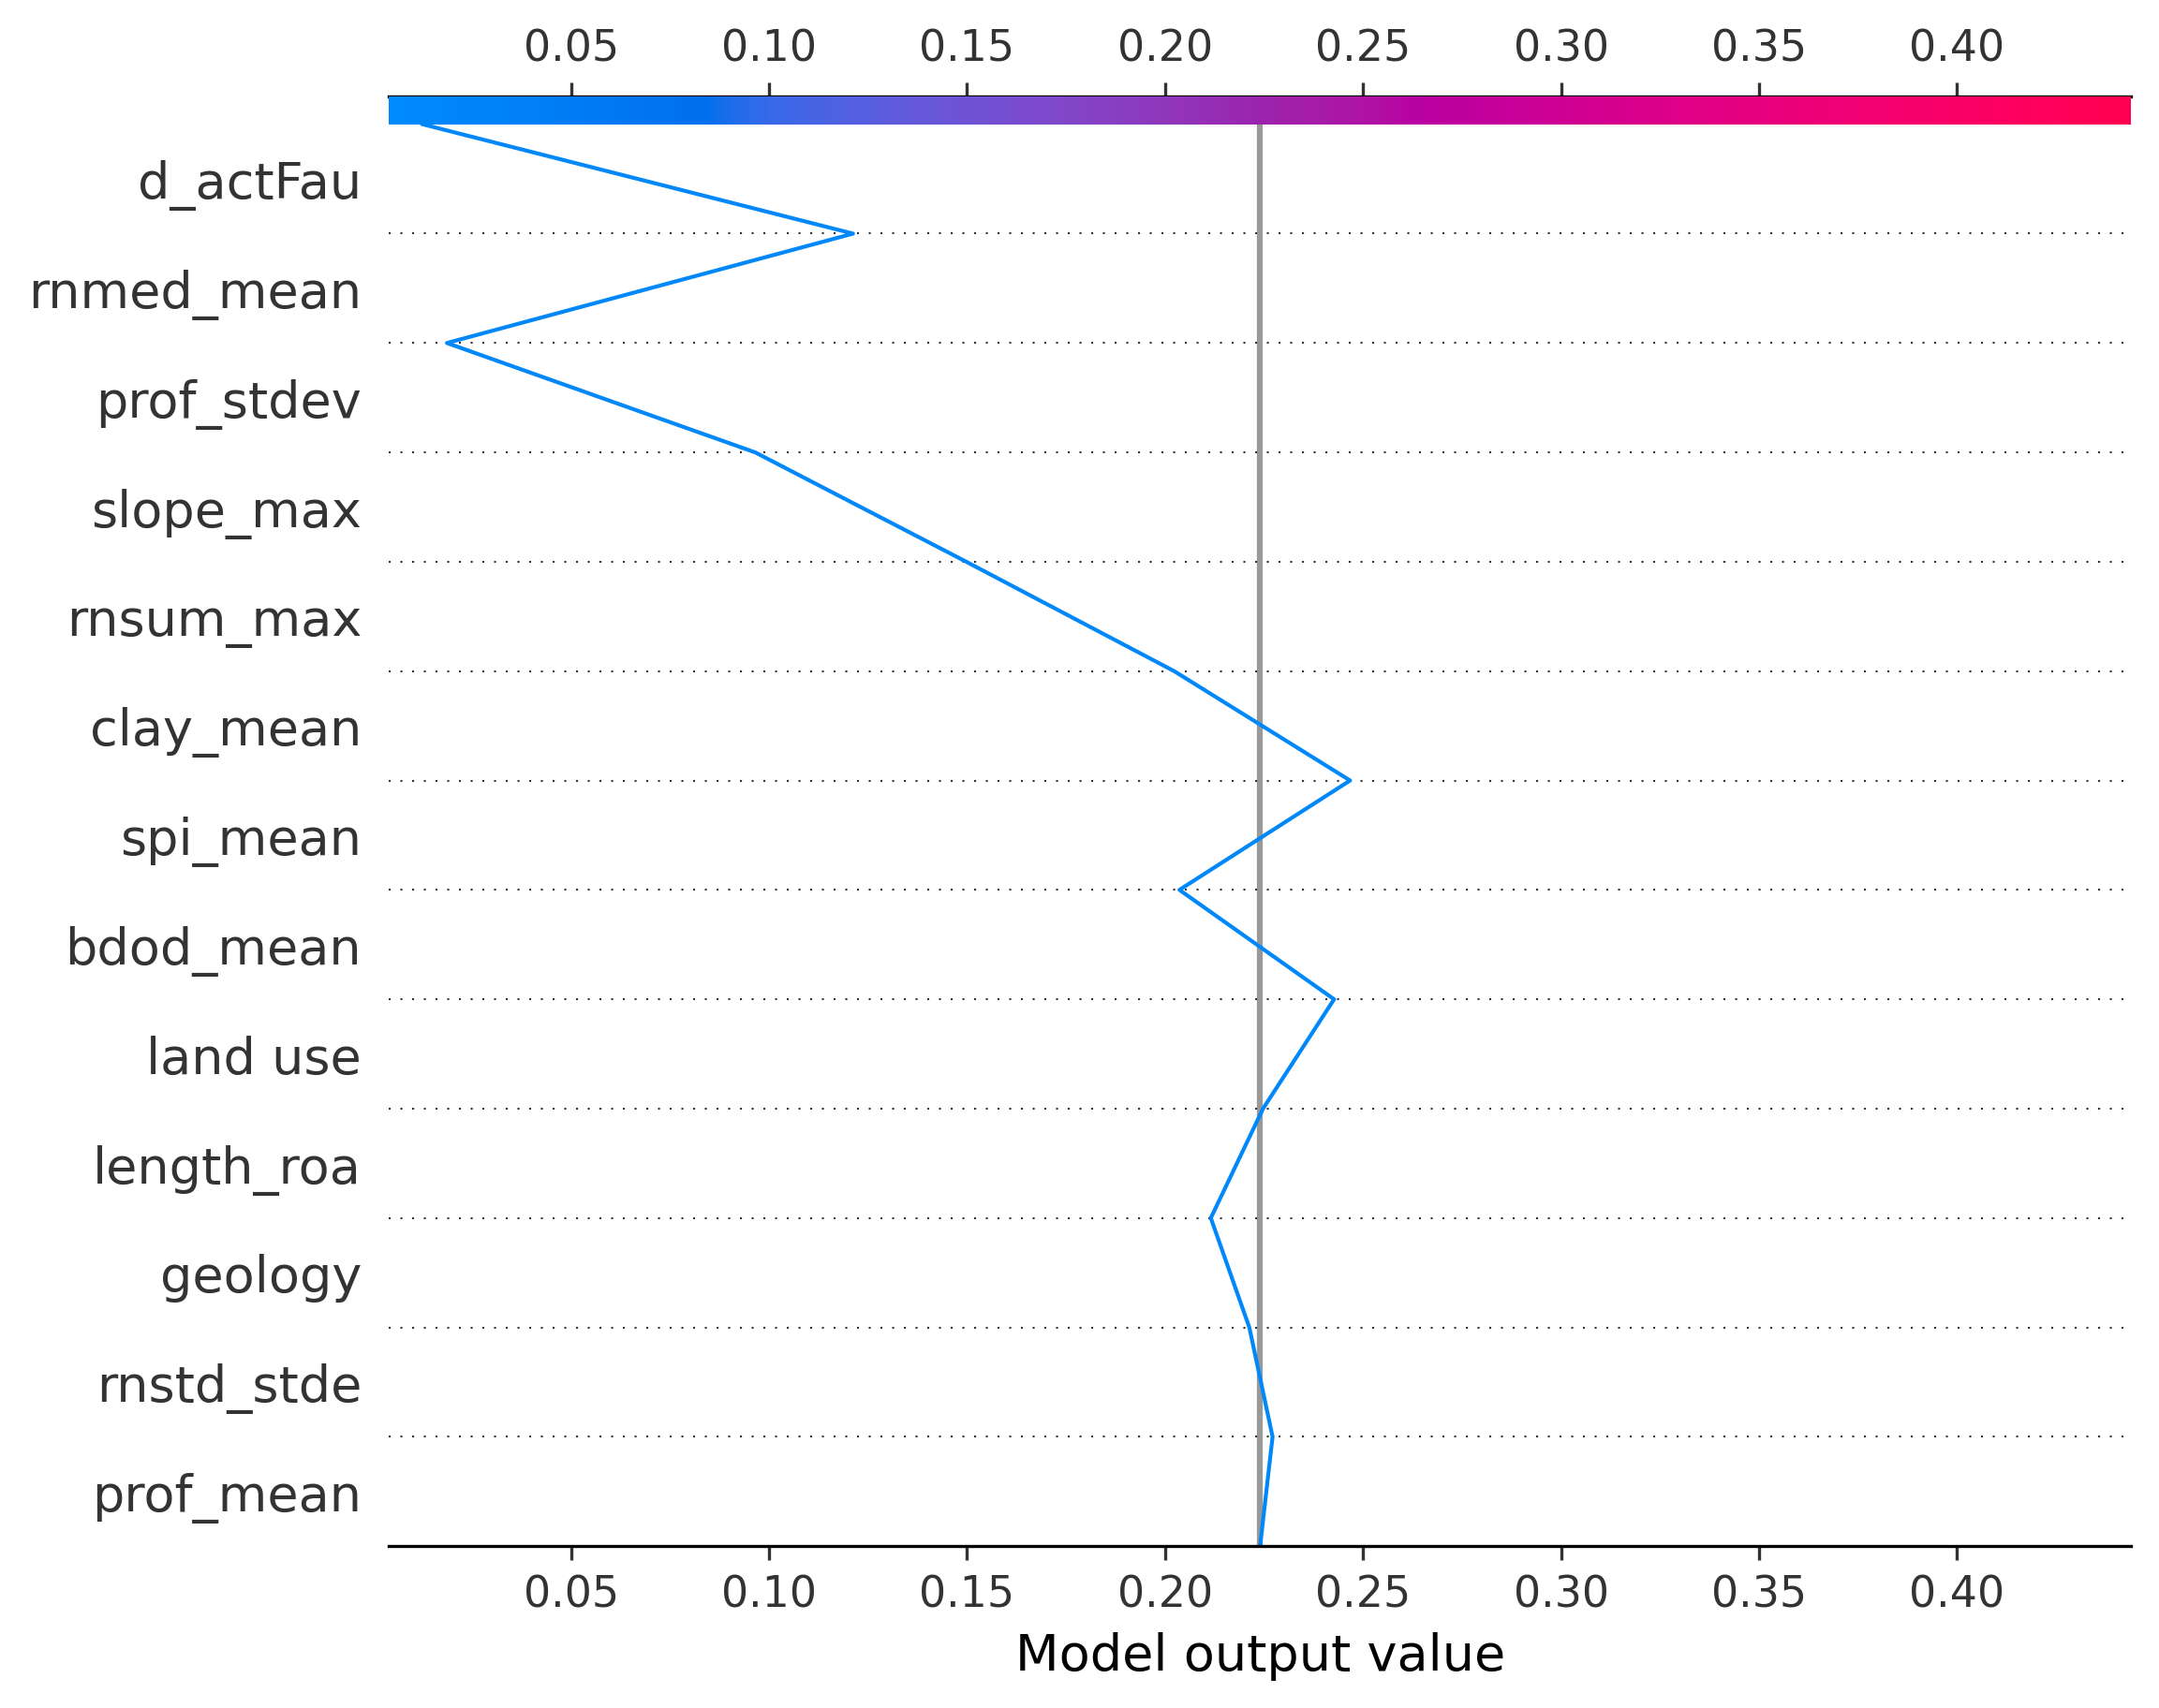 0.05 0.10 0.15 0.20 0.25 0.30 0.35 0.40
d_actFau
rnmed_mean
prof_stdev
slope_max
rnsum_max
clay_mean
spi_mean
bdod_mean
land use
length_roa
geology
rnstd_stde
prof_mean
0.05 0.10 0.15 0.20 0.25 0.30 0.35 0.40
Model output value